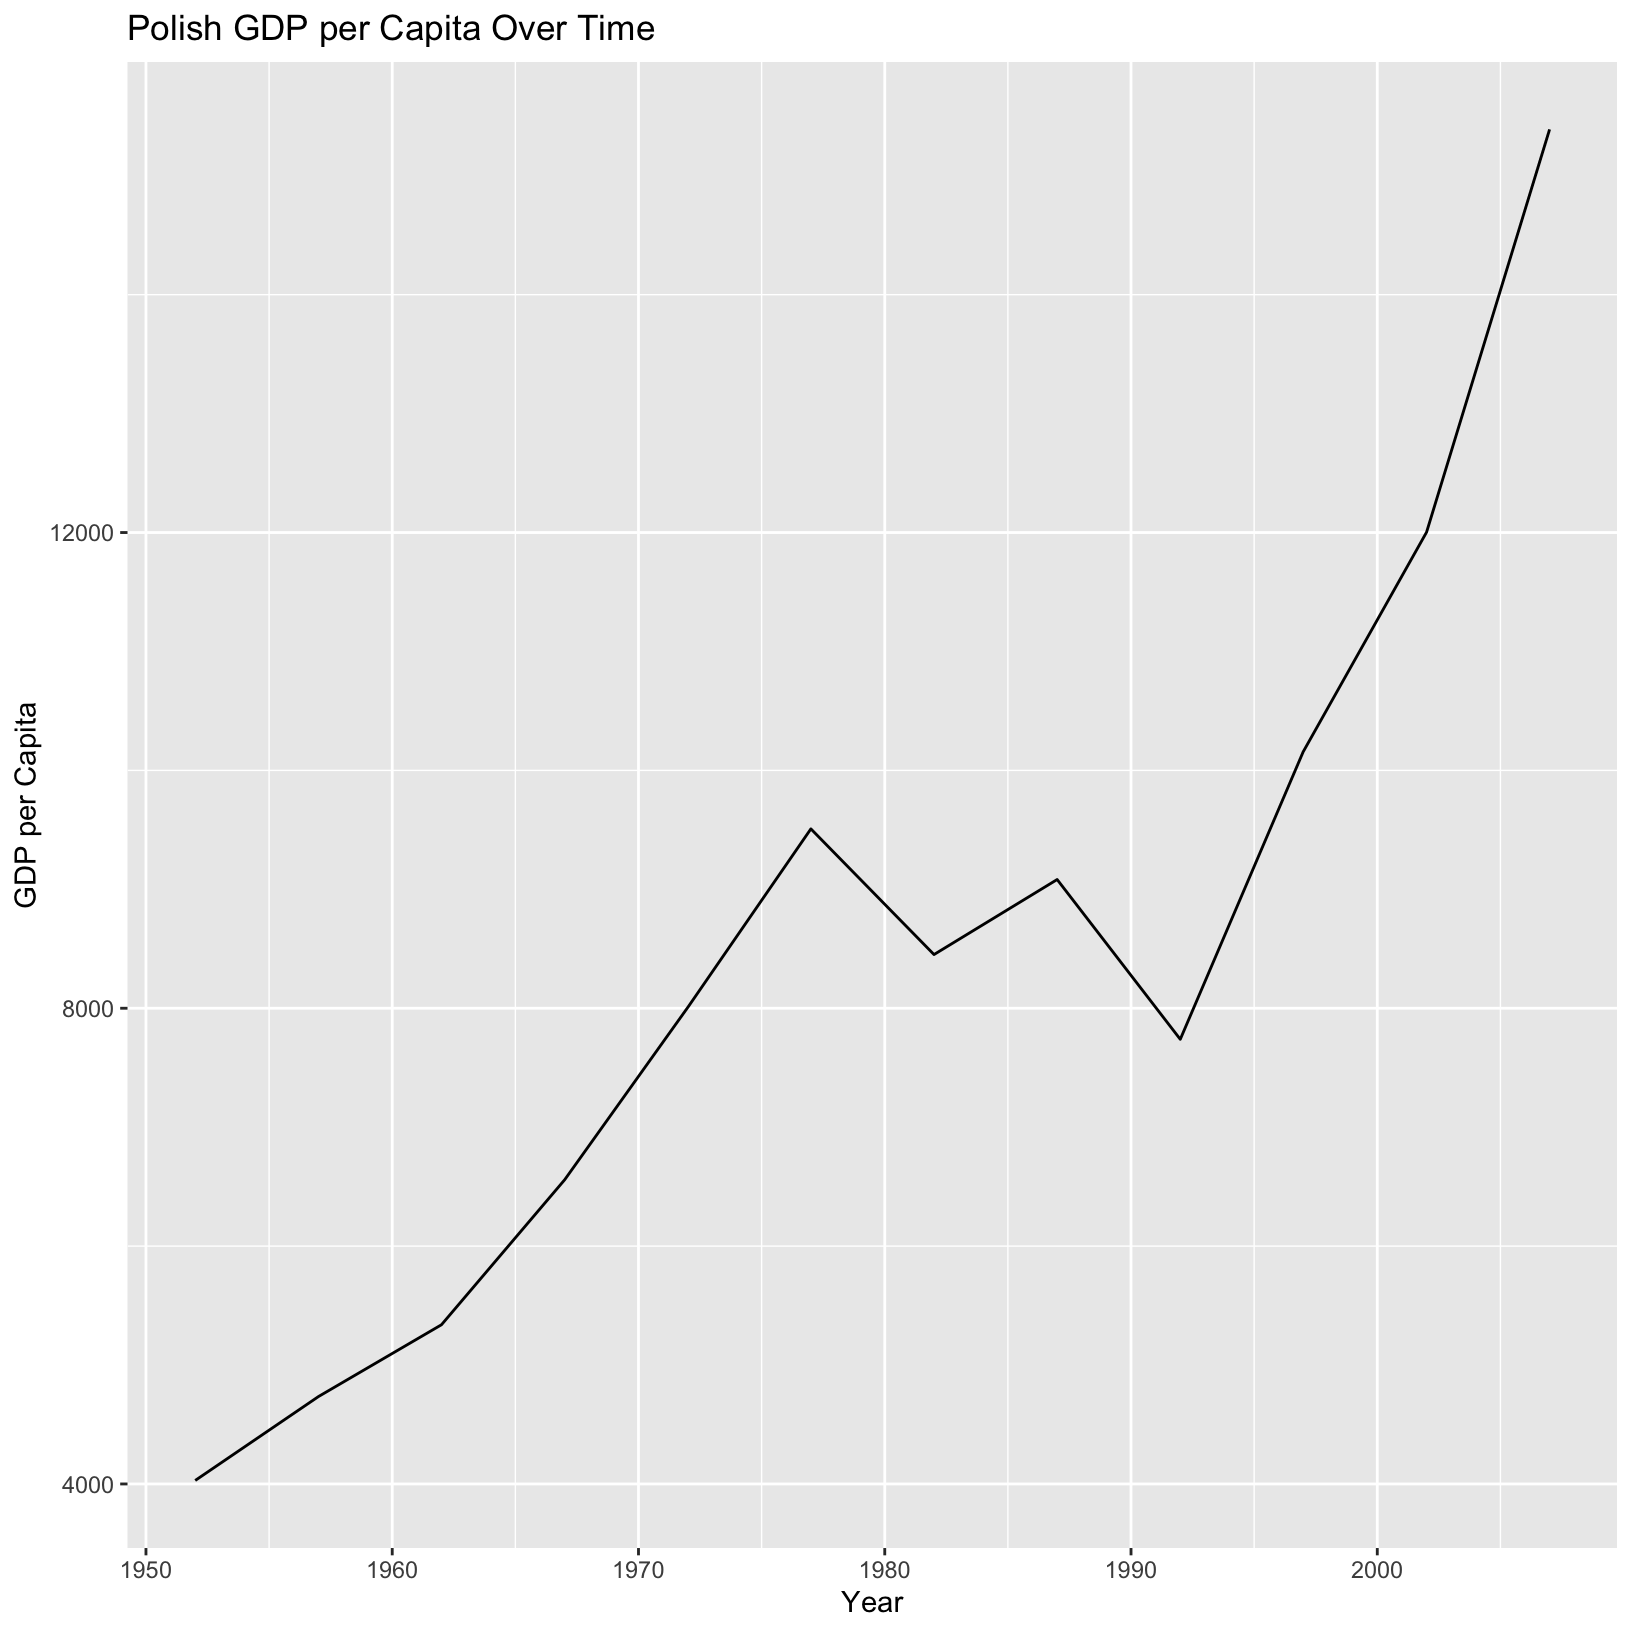 Polish GDP per Capita Over Time
GDP per Capita
12000
8000
4000
1950 1960 1970 1980 1990 2000
Year